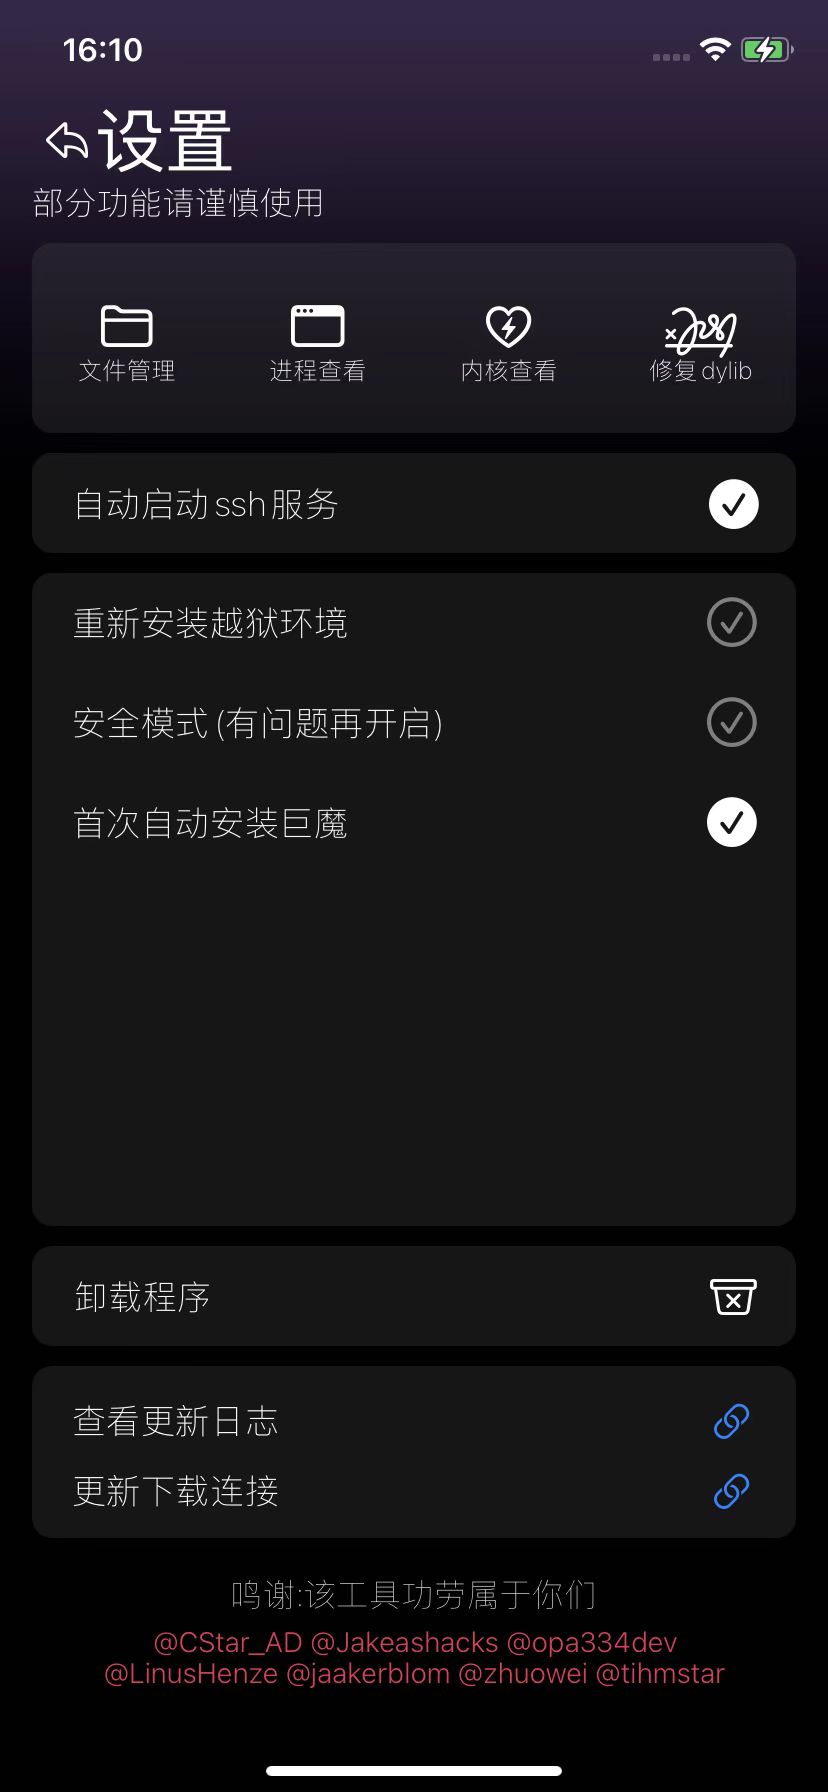 16:10
设置
部分功能请谨慎使用
文件管理
进程查看
内核查看
修复dylib
自动启动ssh服务
重新安装越狱环境
安全模式(有问题再开启)
首次自动安装巨魔
卸载程序
查看更新日志
更新下载连接
鸣谢:该工具功劳属于你们
@CStar_AD @Jakeashacks @opa334dev
@LinusHenze @jaakerblom @zhuowei @tihmstar